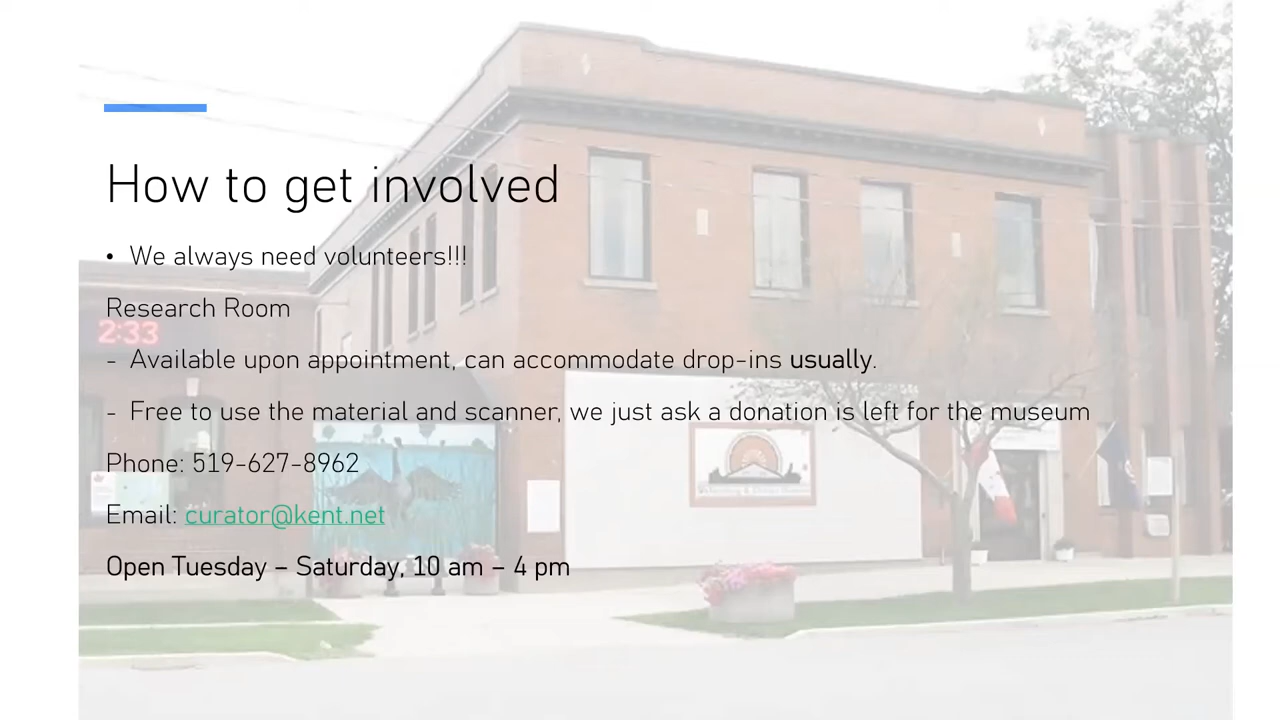 How to get involved
• We always need volunteers!!!
Research Room
2:33
- Available upon appointment, can accommodate drop-ins usually.
- Free to use the material and scanner, we just ask a donation is left for the museum
Phone: 519-627-8962
Email: curator@kent.net
Open Tuesday – Saturday, 10 am – 4 pm